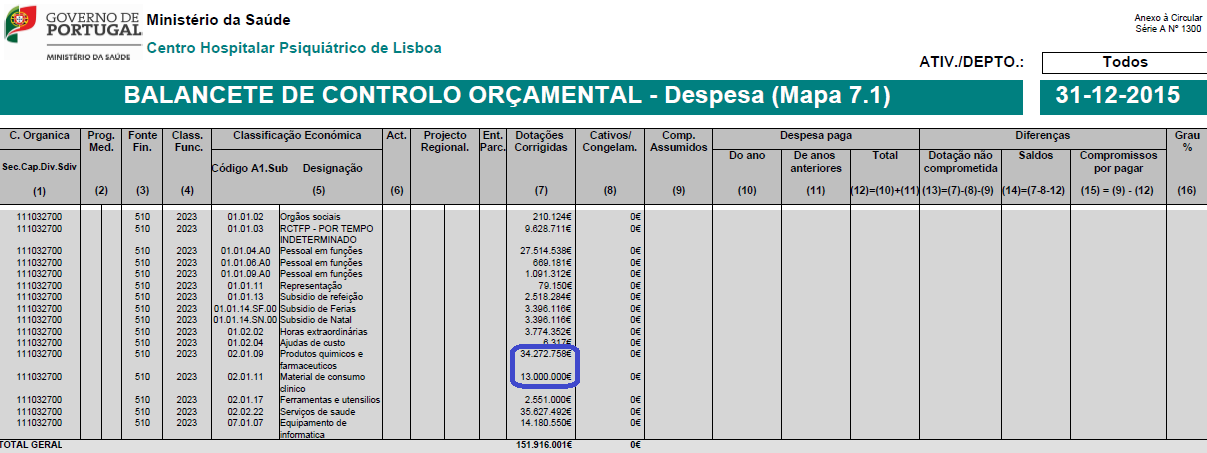 GOVERNO DE
PORTUGAL
MINISTÉRIO DA SAÚDE
Ministério da Saúde
Centro Hospitalar Psiquiátrico de Lisboa
Anexo à Circular
Série A Nº 1300
ATIV./DEPTO.: Todos
BALANCETE DE CONTROLO ORÇAMENTAL - Despesa (Mapa 7.1) 31-12-2015
C. Organica Prog. Fonte Class. Classificação Económica Act. Projecto Ent. Dotações Cativos/ Comp. Despesa paga Diferenças Grau
Med. Fin. Func. Regional. Parc. Corrigidas Congelam. Assumidos %
Sec.Cap.Div.Sdiv Código A1.Sub Designação Do ano De anos Total Dotação não Saldos Compromissos
anteriores comprometida por pagar
(1) (2) (3) (4) (5) (6) (7) (8) (9) (10) (11) (12)=(10)+(11) (13)=(7)-(8)-(9) (14)=(7-8-12) (15) = (9) - (12) (16)
111032700 510 2023 01.01.02 Orgãos sociais 210.124€ 0€
111032700 510 2023 01.01.03 RCTFP - POR TEMPO 9.628.711€ 0€
INDETERMINADO
111032700 510 2023 01.01.04.A0 Pessoal em funções 27.514.538€ 0€
111032700 510 2023 01.01.06.A0 Pessoal em funções 669.181€ 0€
111032700 510 2023 01.01.09.A0 Pessoal em funções 1.091.312€ 0€
111032700 510 2023 01.01.11 Representação 79.150€ 0€
111032700 510 2023 01.01.13 Subsidio de refeição 2.518.284€ 0€
111032700 510 2023 01.01.14.SF.00 Subsidio de Ferias 3.396.116€ 0€
111032700 510 2023 01.01.14.SN.00 Subsidio de Natal 3.396.116€ 0€
111032700 510 2023 01.02.02 Horas extraordinárias 3.774.352€ 0€
111032700 510 2023 01.02.04 Ajudas de custo 6.317€ 0€
111032700 510 2023 02.01.09 Produtos quimicos e 34.272.758€ 0€
farmaceuticos
111032700 510 2023 02.01.11 Material de consumo 13.000.000€ 0€
clinico
111032700 510 2023 02.01.17 Ferramentas e utensilios 2.551.000€ 0€
111032700 510 2023 02.02.22 Serviços de saude 35.627.492€ 0€
111032700 510 2023 07.01.07 Equipamento de 14.180.550€ 0€
informatica
TOTAL GERAL 151.916.001€ 0€